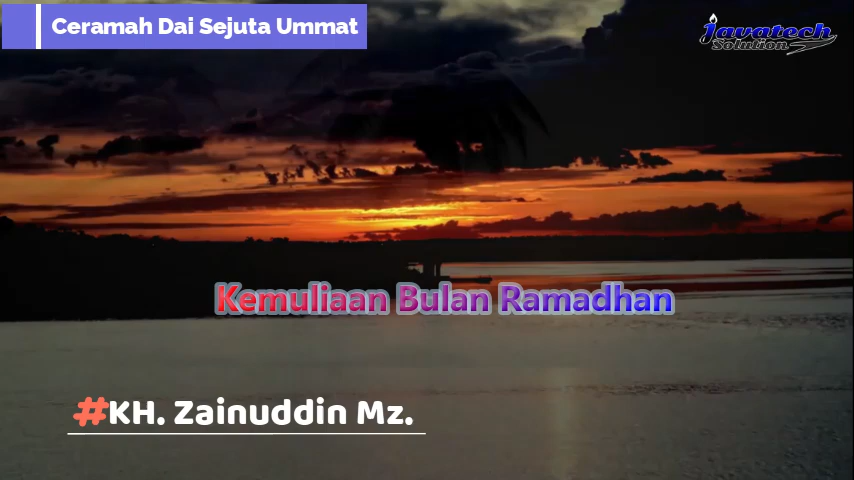 Ceramah Dai Sejuta Ummat
javatech
Solution
Kemuliaan Bulan Ramadhan
#KH. Zainuddin Mz.